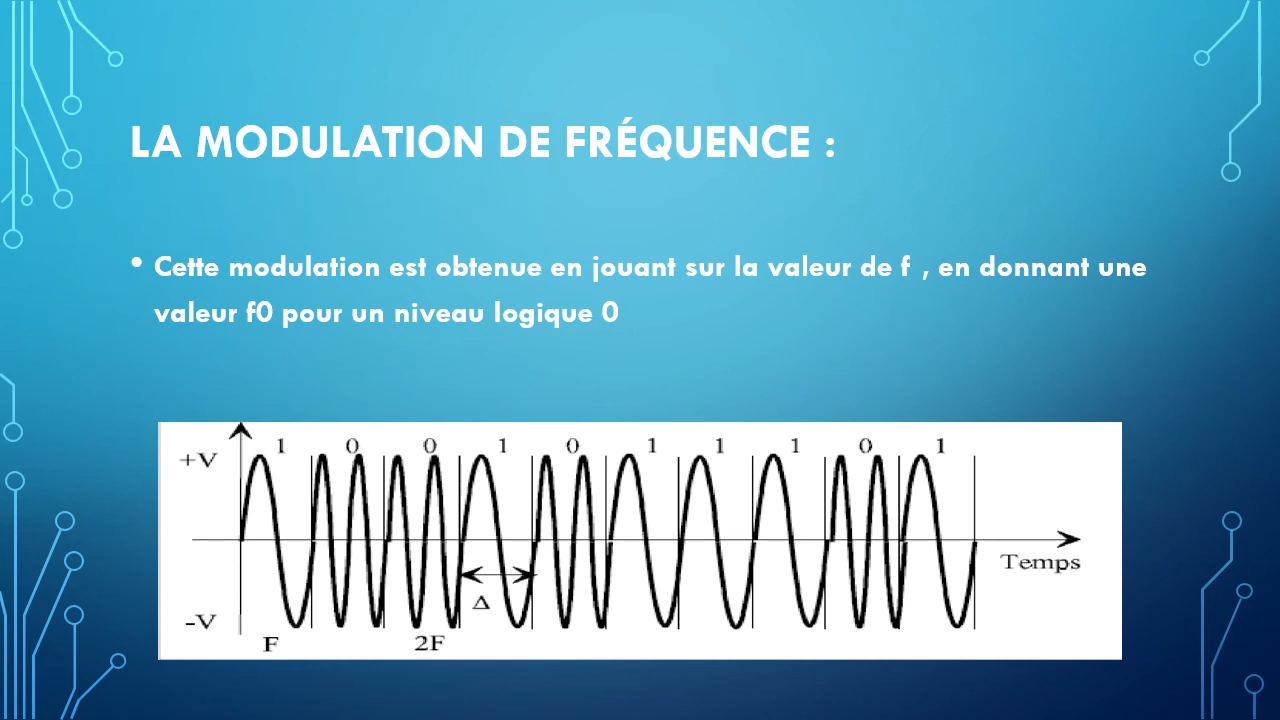 LA MODULATION DE FRÉQUENCE :
• Cette modulation est obtenue en jouant sur la valeur de f , en donnant une
valeur f0 pour un niveau logique 0
1 0 0 1 0 1 1 1 0 1
+V
Temps
Δ
-V
F 2F